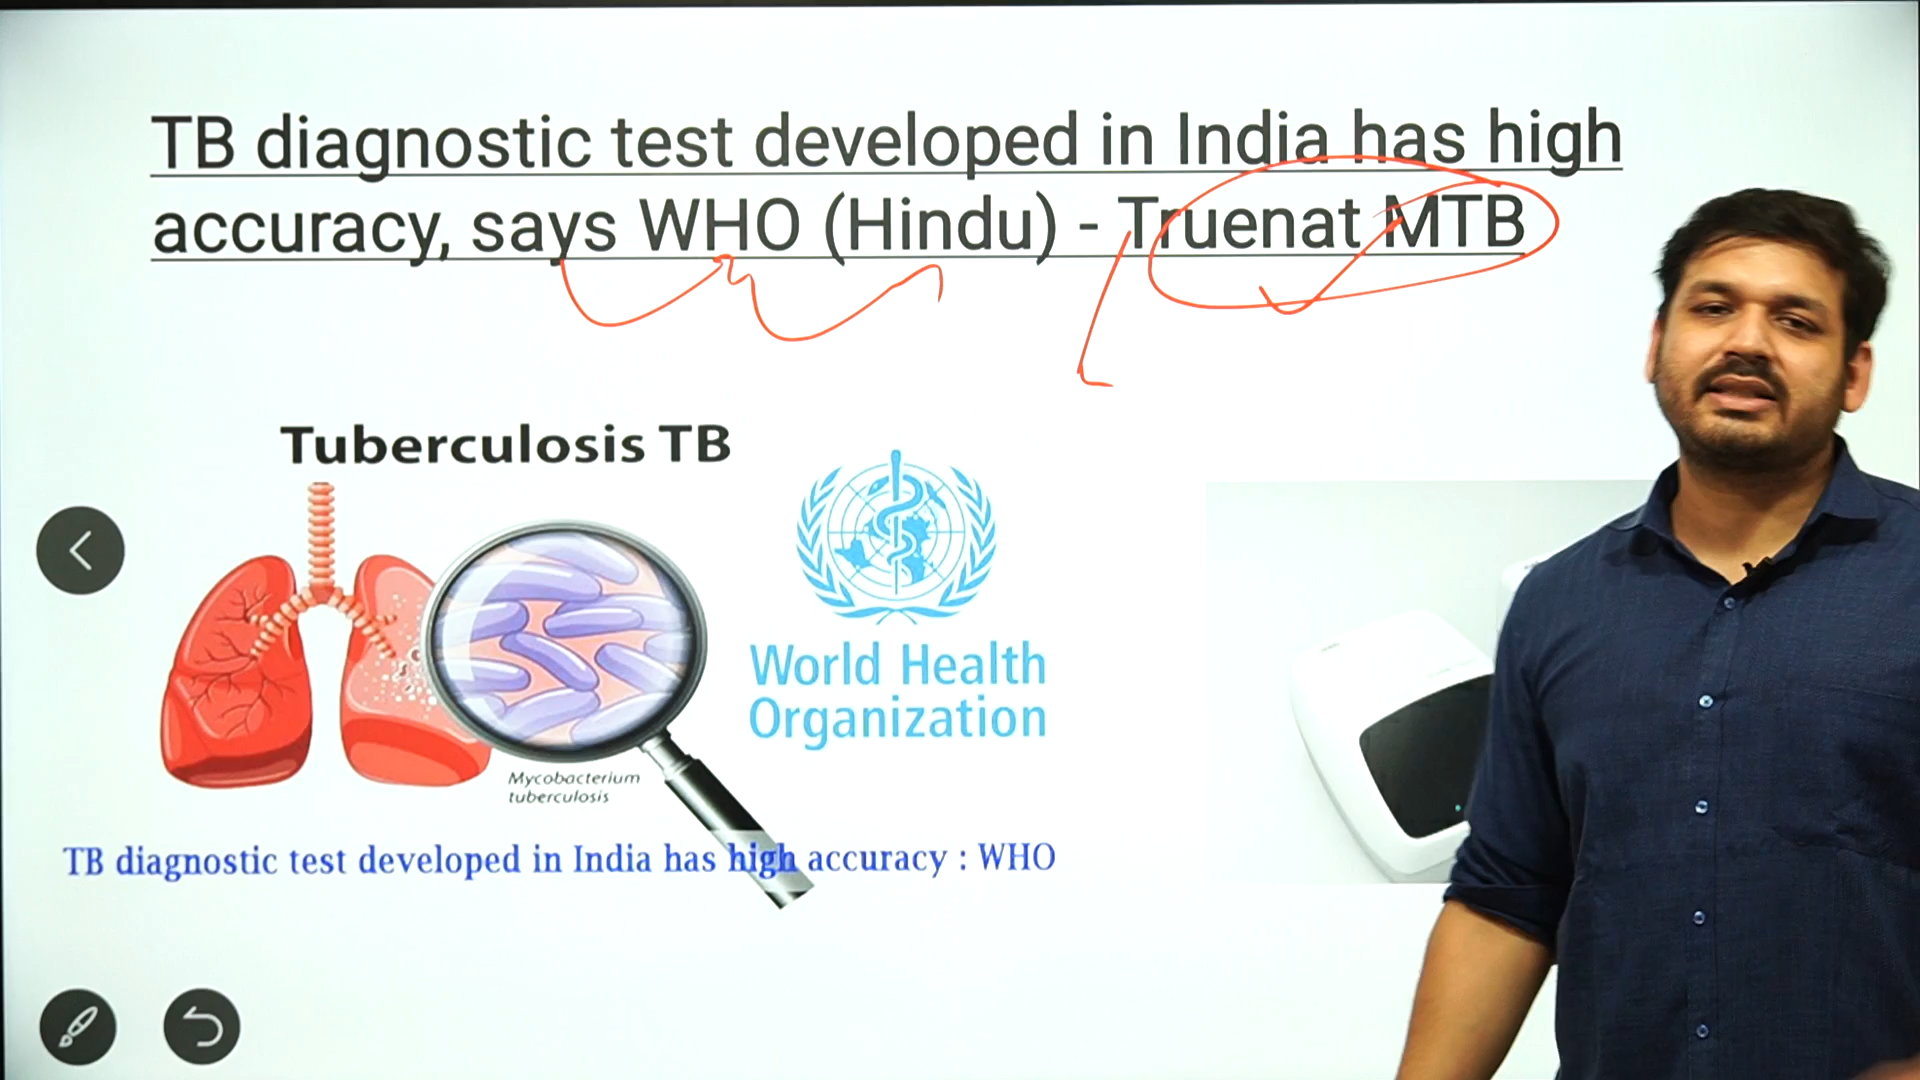 TB diagnostic test developed in India has high
accuracy, says WHO (Hindu) - Truenat MTB
Tuberculosis TB
World Health
Organization
Mycobacterium
tuberculosis
TB diagnostic test developed in India has high accuracy : WHO